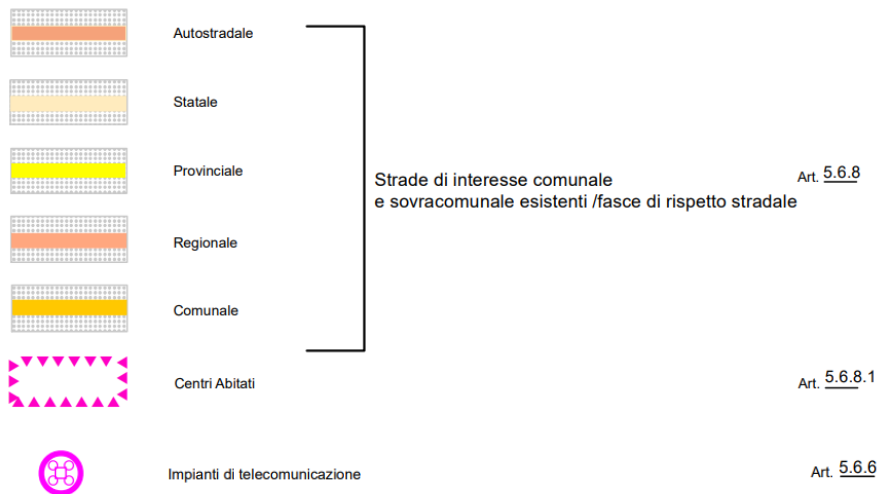 Autostradale
Statale
Provinciale
Strade di interesse comunale
e sovracomunale esistenti /fasce di rispetto stradale
Art. 5.6.8
Regionale
Comunale
Centri Abitati
Art. 5.6.8.1
Impianti di telecomunicazione
Art. 5.6.6